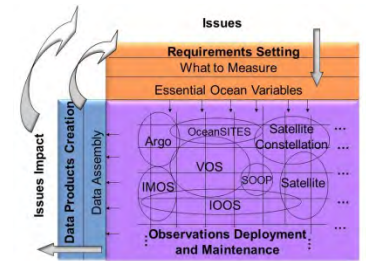 Issues
Requirements Setting
What to Measure
Essential Ocean Variables
Issues Impact
Data Products Creation
Data Assembly
Argo
OceanSITES
Satellite
Constellation
...
VOS
IMOS
SOOP
Satellite
...
IOOS
...
Observations Deployment
and Maintenance